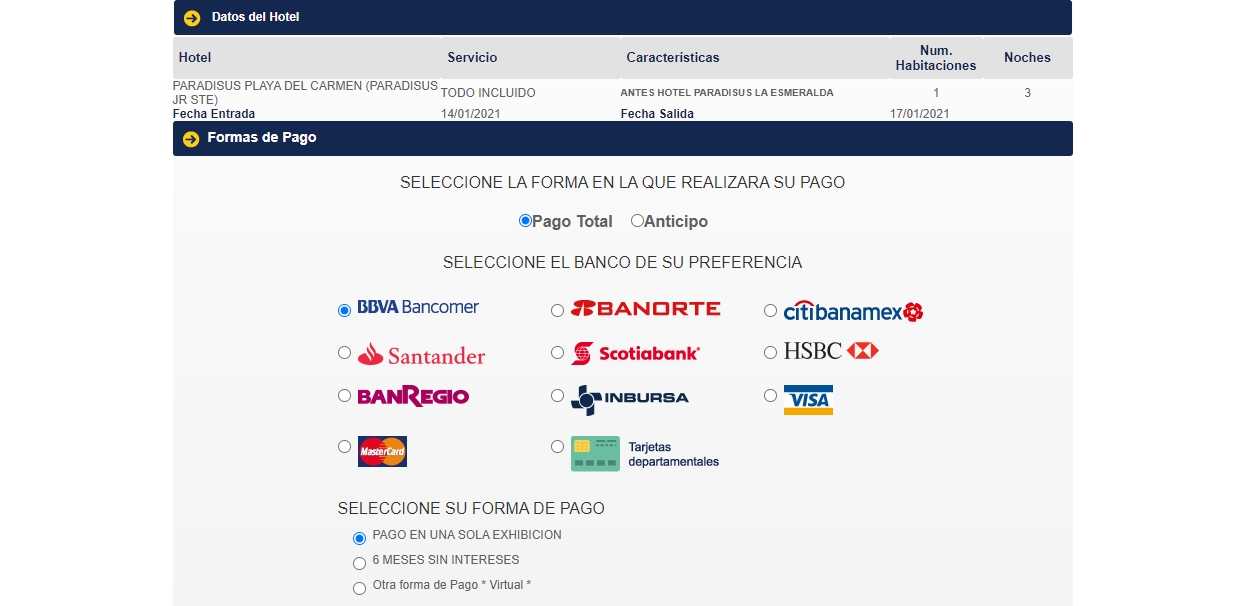 Datos del Hotel
Hotel Servicio Características Num. Habitaciones Noches
PARADISUS PLAYA DEL CARMEN (PARADISUS JR STE) TODO INCLUIDO ANTES HOTEL PARADISUS LA ESMERALDA 1 3
Fecha Entrada 14/01/2021 Fecha Salida 17/01/2021
Formas de Pago
SELECCIONE LA FORMA EN LA QUE REALIZARA SU PAGO
Pago Total Anticipo
SELECCIONE EL BANCO DE SU PREFERENCIA
BBVA Bancomer BANORTE citibanamex
Santander Scotiabank HSBC
BANREGIO INBURSA VISA
MasterCard Tarjetas departamentales
SELECCIONE SU FORMA DE PAGO
PAGO EN UNA SOLA EXHIBICION
6 MESES SIN INTERESES
Otra forma de Pago * Virtual *